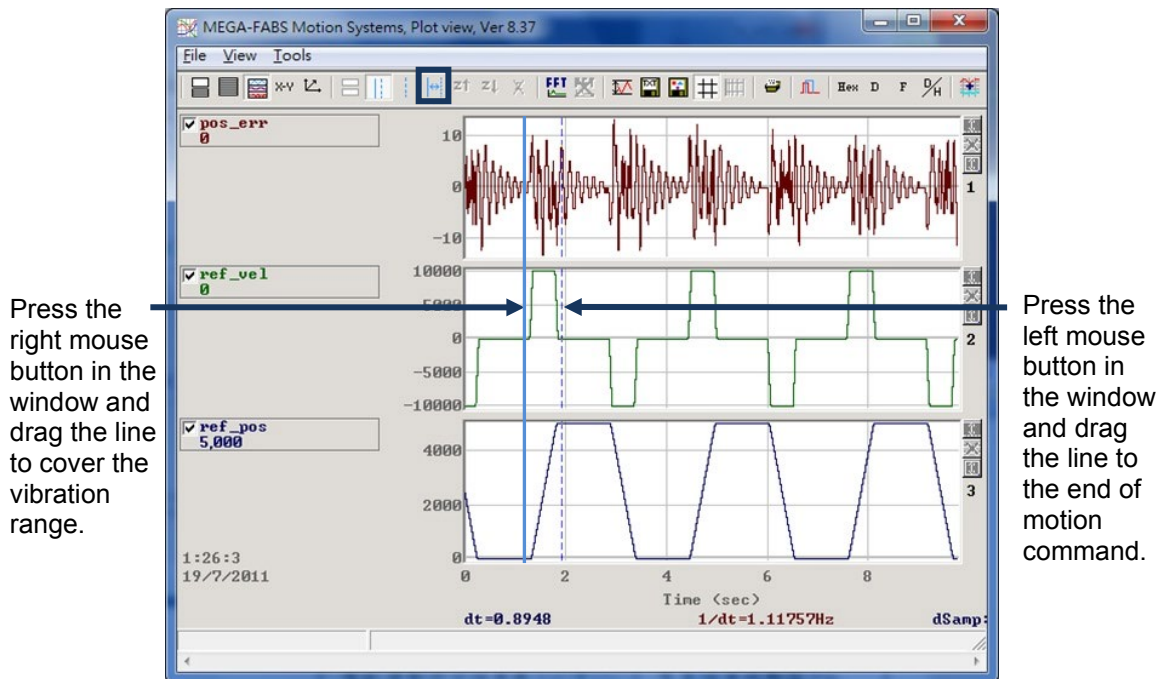 MEGA-FABS Motion Systems, Plot view, Ver 8.37
File View Tools
X-Y
FFT
TXT
Hex D F D/H
pos_err
0
10
0
-10
1
ref_vel
0
10000
5000
0
-5000
-10000
2
ref_pos
5,000
4000
2000
0
3
0 2 4 6 8
Time (sec)
1:26:3
19/7/2011
dt=0.8948 1/dt=1.11757Hz dSamp:
Press the
right mouse
button in the
window and
drag the line
to cover the
vibration
range.
Press the
left mouse
button in
the window
and drag
the line to
the end of
motion
command.